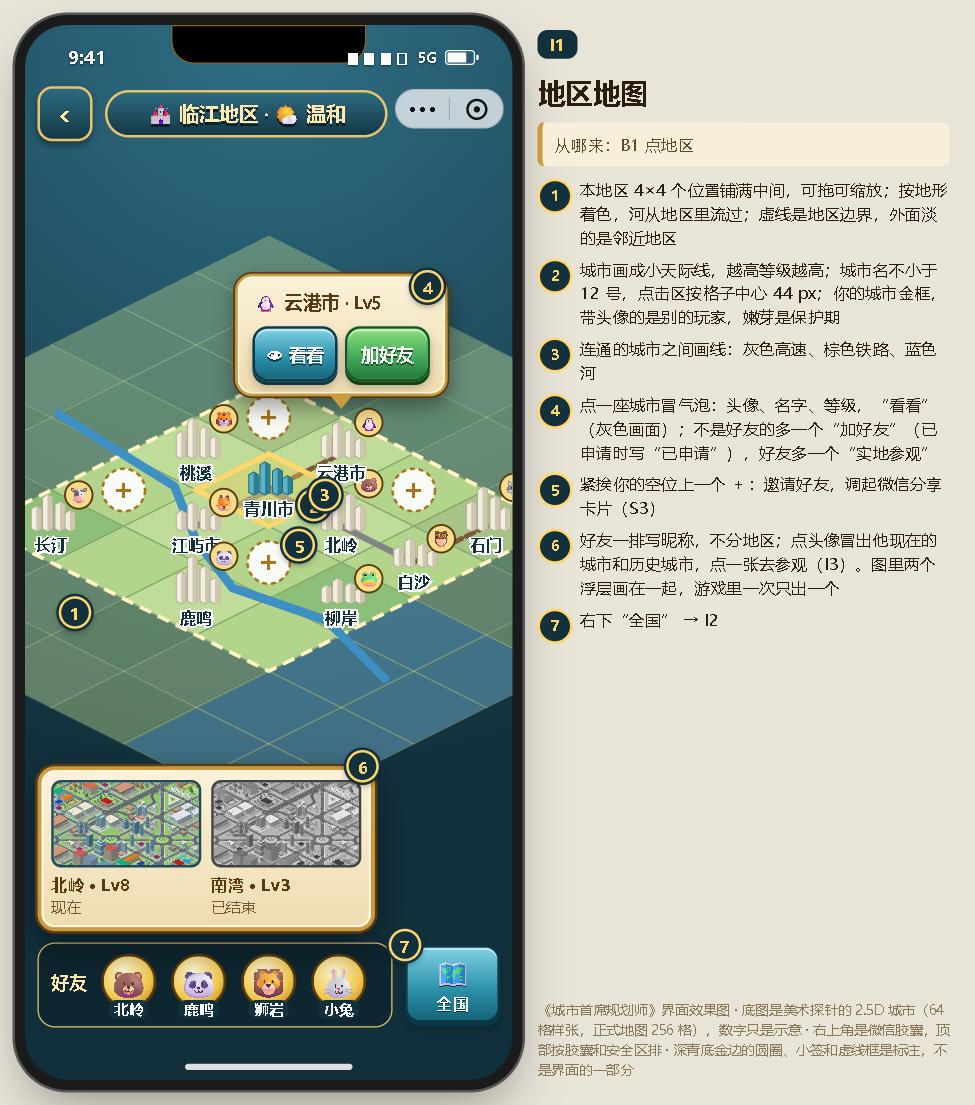 9:41
5G
临江地区 · 温和
云港市 · Lv5
4
看看
加好友
桃溪
云港市
青川市
3
长汀
江屿市
5
北岭
石门
白沙
1
鹿鸣
柳岸
6
北岭 • Lv8
现在
南湾 • Lv3
已结束
7
好友
北岭
鹿鸣
狮岩
小兔
全国
I1
地区地图
从哪来：B1 点地区
1
本地区 4×4 个位置铺满中间，可拖可缩放；按地形
着色，河从地区里流过；虚线是地区边界，外面淡
的是邻近地区
2
城市画成小天际线，越高等级越高；城市名不小于
12 号，点击区按格子中心 44 px；你的城市金框，
带头像的是别的玩家，嫩芽是保护期
3
连通的城市之间画线：灰色高速、棕色铁路、蓝色
河
4
点一座城市冒气泡：头像、名字、等级，“看看”
（灰色画面）；不是好友的多一个“加好友”（已
申请时写“已申请”），好友多一个“实地参观”
5
紧挨你的空位上一个 + ：邀请好友，调起微信分享
卡片（S3）
6
好友一排写昵称，不分地区；点头像冒出他现在的
城市和历史城市，点一张去参观（I3）。图里两个
浮层画在一起，游戏里一次只出一个
7
右下“全国” → I2
《城市首席规划师》界面效果图 · 底图是美术探针的 2.5D 城市（64
格样张，正式地图 256 格），数字只是示意 · 右上角是微信胶囊，顶
部按胶囊和安全区排 · 深青底金边的圆圈、小签和虚线框是标注，不
是界面的一部分